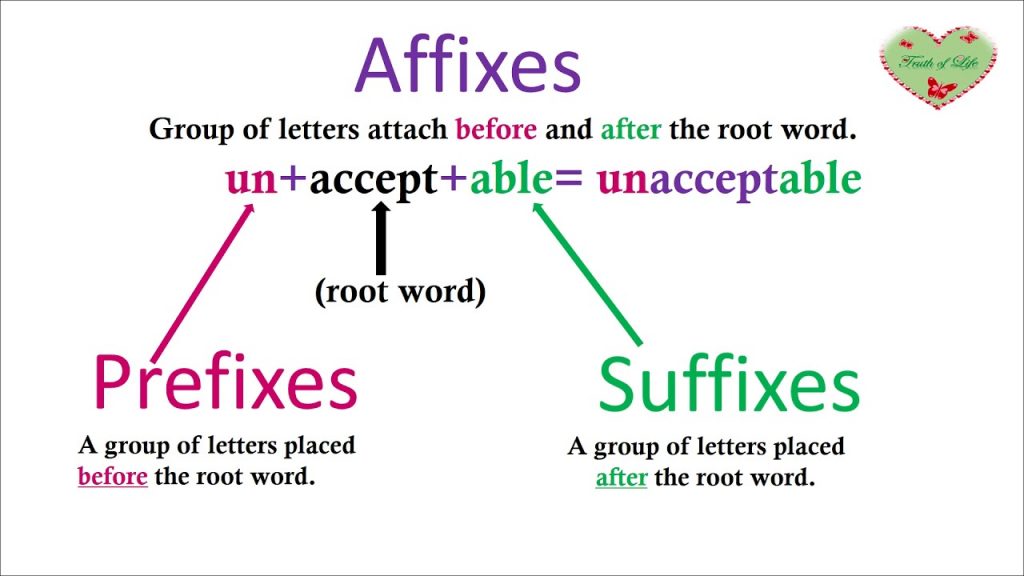 Affixes
Truth of Life
Group of letters attach before and after the root word.
un+accept+able= unacceptable
(root word)
Prefixes
A group of letters placed
before the root word.
Suffixes
A group of letters placed
after the root word.